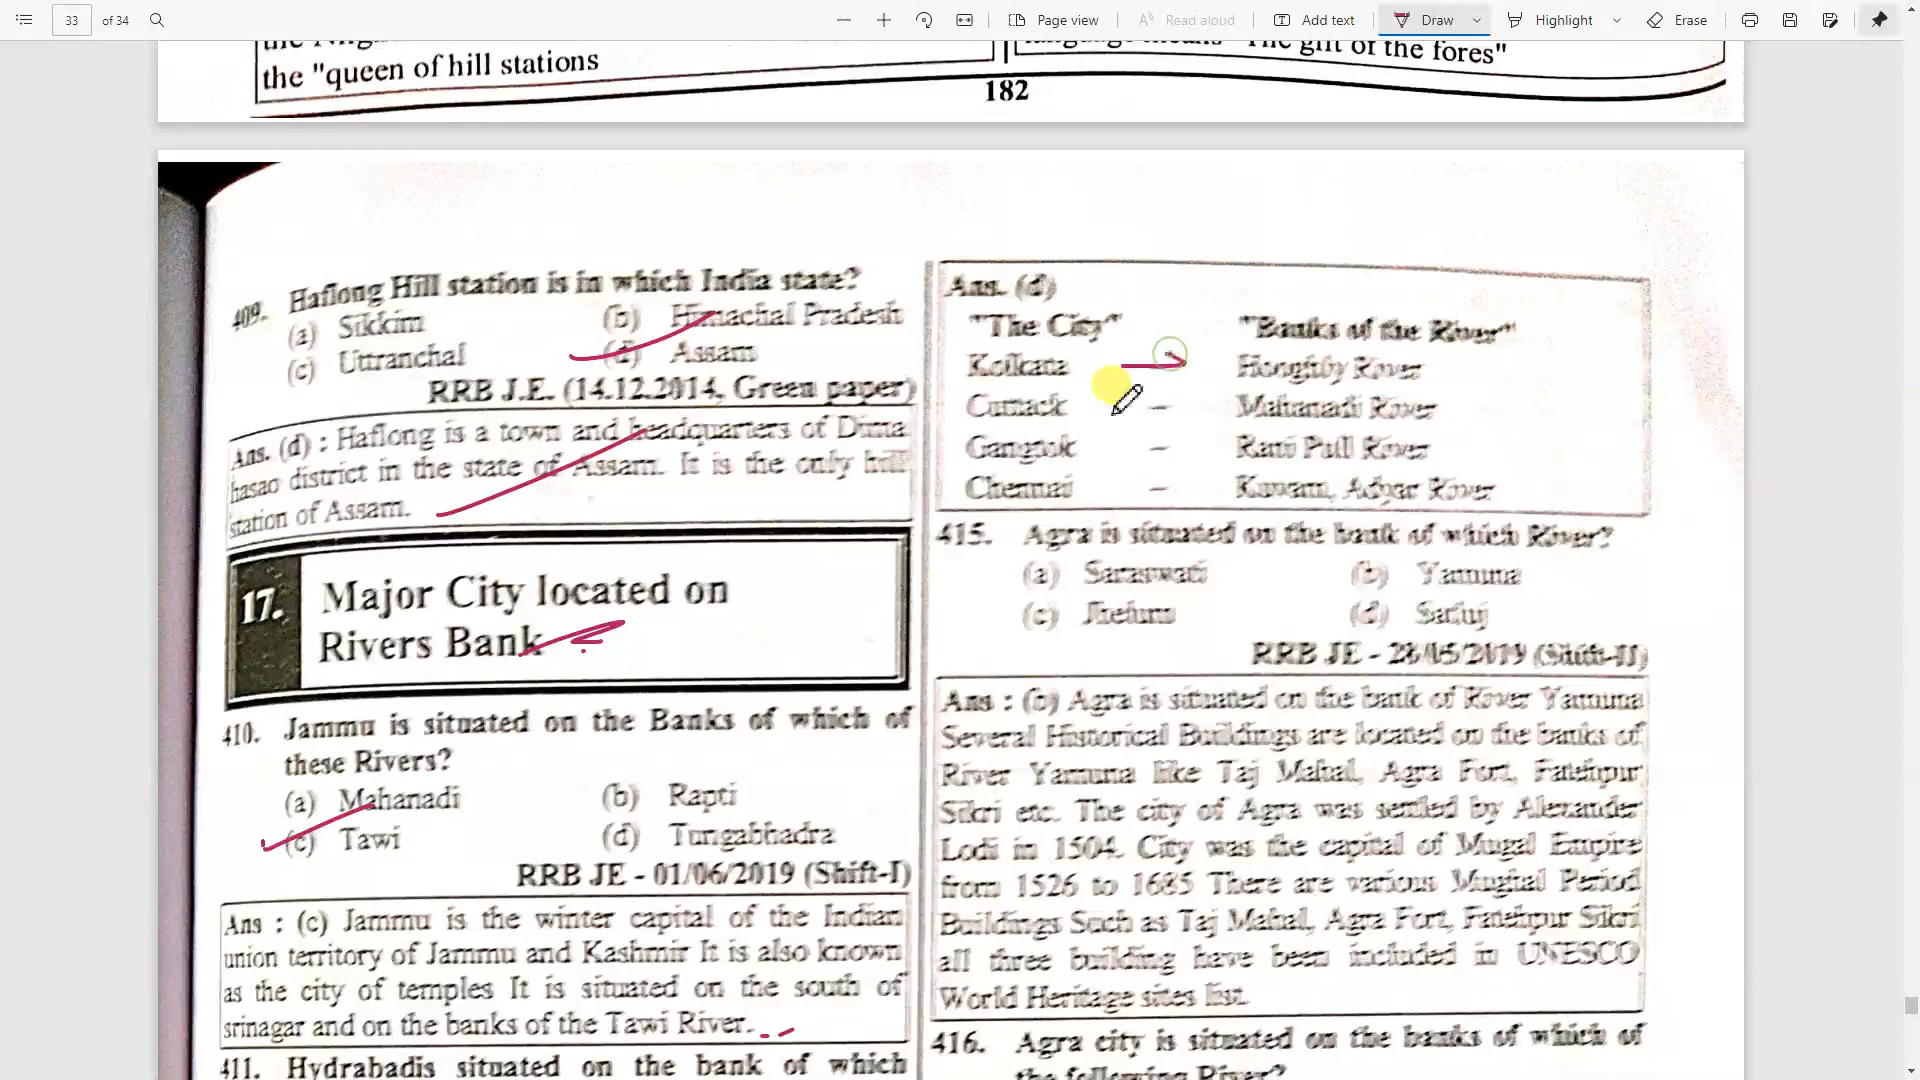 33
of 34
Page view
Read aloud
Add text
Draw
Highlight
Erase
the "queen of hill stations
"The gift of the fores"
182
409. Haflong Hill station is in which India state?
(a) Sikkim (b) Himachal Pradesh
(c) Uttranchal (d) Assam
RRB J.E. (14.12.2014, Green paper)
Ans. (d) : Haflong is a town and headquarters of Dima
hasao district in the state of Assam. It is the only hill
station of Assam.
17. Major City located on
Rivers Bank
410. Jammu is situated on the Banks of which of
these Rivers?
(a) Mahanadi (b) Rapti
(c) Tawi (d) Tungabhadra
RRB JE - 01/06/2019 (Shift-I)
Ans : (c) Jammu is the winter capital of the Indian
union territory of Jammu and Kashmir It is also known
as the city of temples It is situated on the south of
srinagar and on the banks of the Tawi River.
411. Hydrabadis situated on the bank of which
Ans. (d)
"The City" "Banks of the River"
Kolkata Hooghly River
Cuttack – Mahanadi River
Gangtok – Rani Pull River
Chennai – Kuwam, Adyar River
415. Agra is situated on the bank of which River?
(a) Saraswati (b) Yamuna
(c) Jhelum (d) Satluj
RRB JE - 28/05/2019 (Shift-II)
Ans : (b) Agra is situated on the bank of River Yamuna
Several Historical Buildings are located on the banks of
River Yamuna like Taj Mahal, Agra Fort, Fatehpur
Sikri etc. The city of Agra was settled by Alexander
Lodi in 1504. City was the capital of Mugal Empire
from 1526 to 1685 There are various Mughal Period
Buildings Such as Taj Mahal, Agra Fort, Fatehpur Sikri
all three building have been included in UNESCO
World Heritage sites list.
416. Agra city is situated on the banks of which of
the following River?